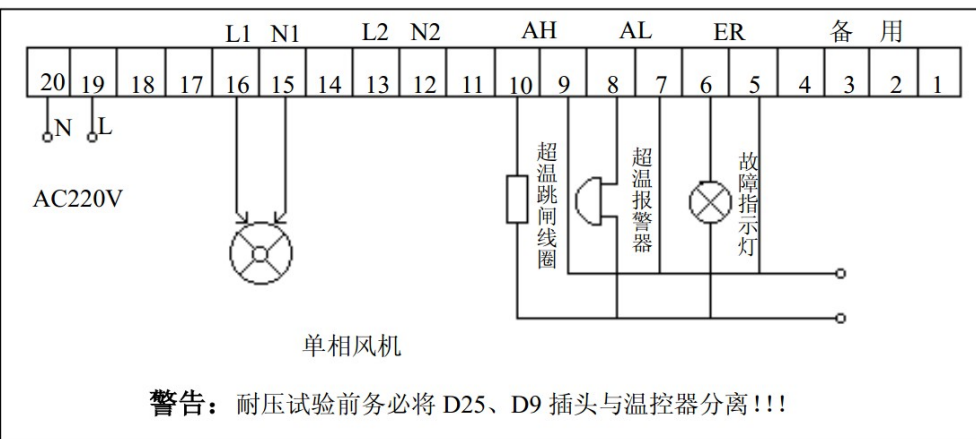 L1 N1 L2 N2 AH AL ER 备 用
20 19 18 17 16 15 14 13 12 11 10 9 8 7 6 5 4 3 2 1
N L
AC220V
超温跳闸线圈
超温报警器
故障指示灯
单相风机
警告：耐压试验前务必将 D25、D9 插头与温控器分离!!!